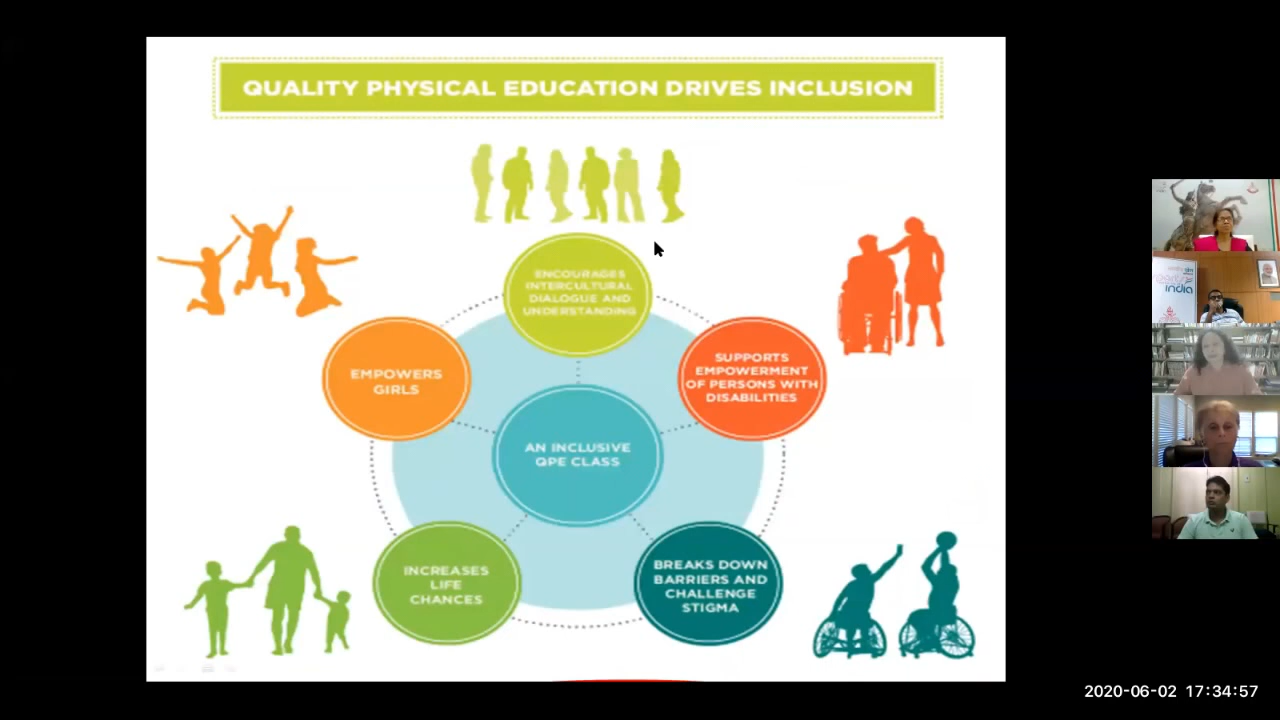 QUALITY PHYSICAL EDUCATION DRIVES INCLUSION
ENCOURAGES
INTERCULTURAL
DIALOGUE AND
UNDERSTANDING
EMPOWERS
GIRLS
SUPPORTS
EMPOWERMENT
OF PERSONS WITH
DISABILITIES
AN INCLUSIVE
QPE CLASS
INCREASES
LIFE
CHANCES
BREAKS DOWN
BARRIERS AND
CHALLENGE
STIGMA
india
2020-06-02 17:34:57